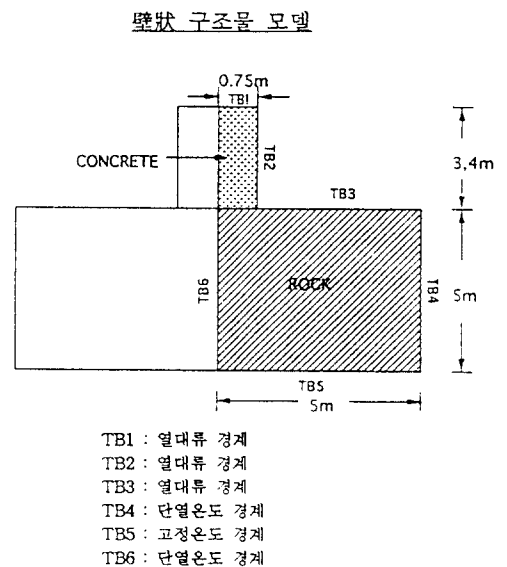 壁狀 구조물 모델
0.75m
TB1
CONCRETE
TB2
3,4m
TB3
TB6
ROCK
TB4
5m
TB5
5m
TB1 : 열대류 경계
TB2 : 열대류 경계
TB3 : 열대류 경계
TB4 : 단열온도 경계
TB5 : 고정온도 경계
TB6 : 단열온도 경계